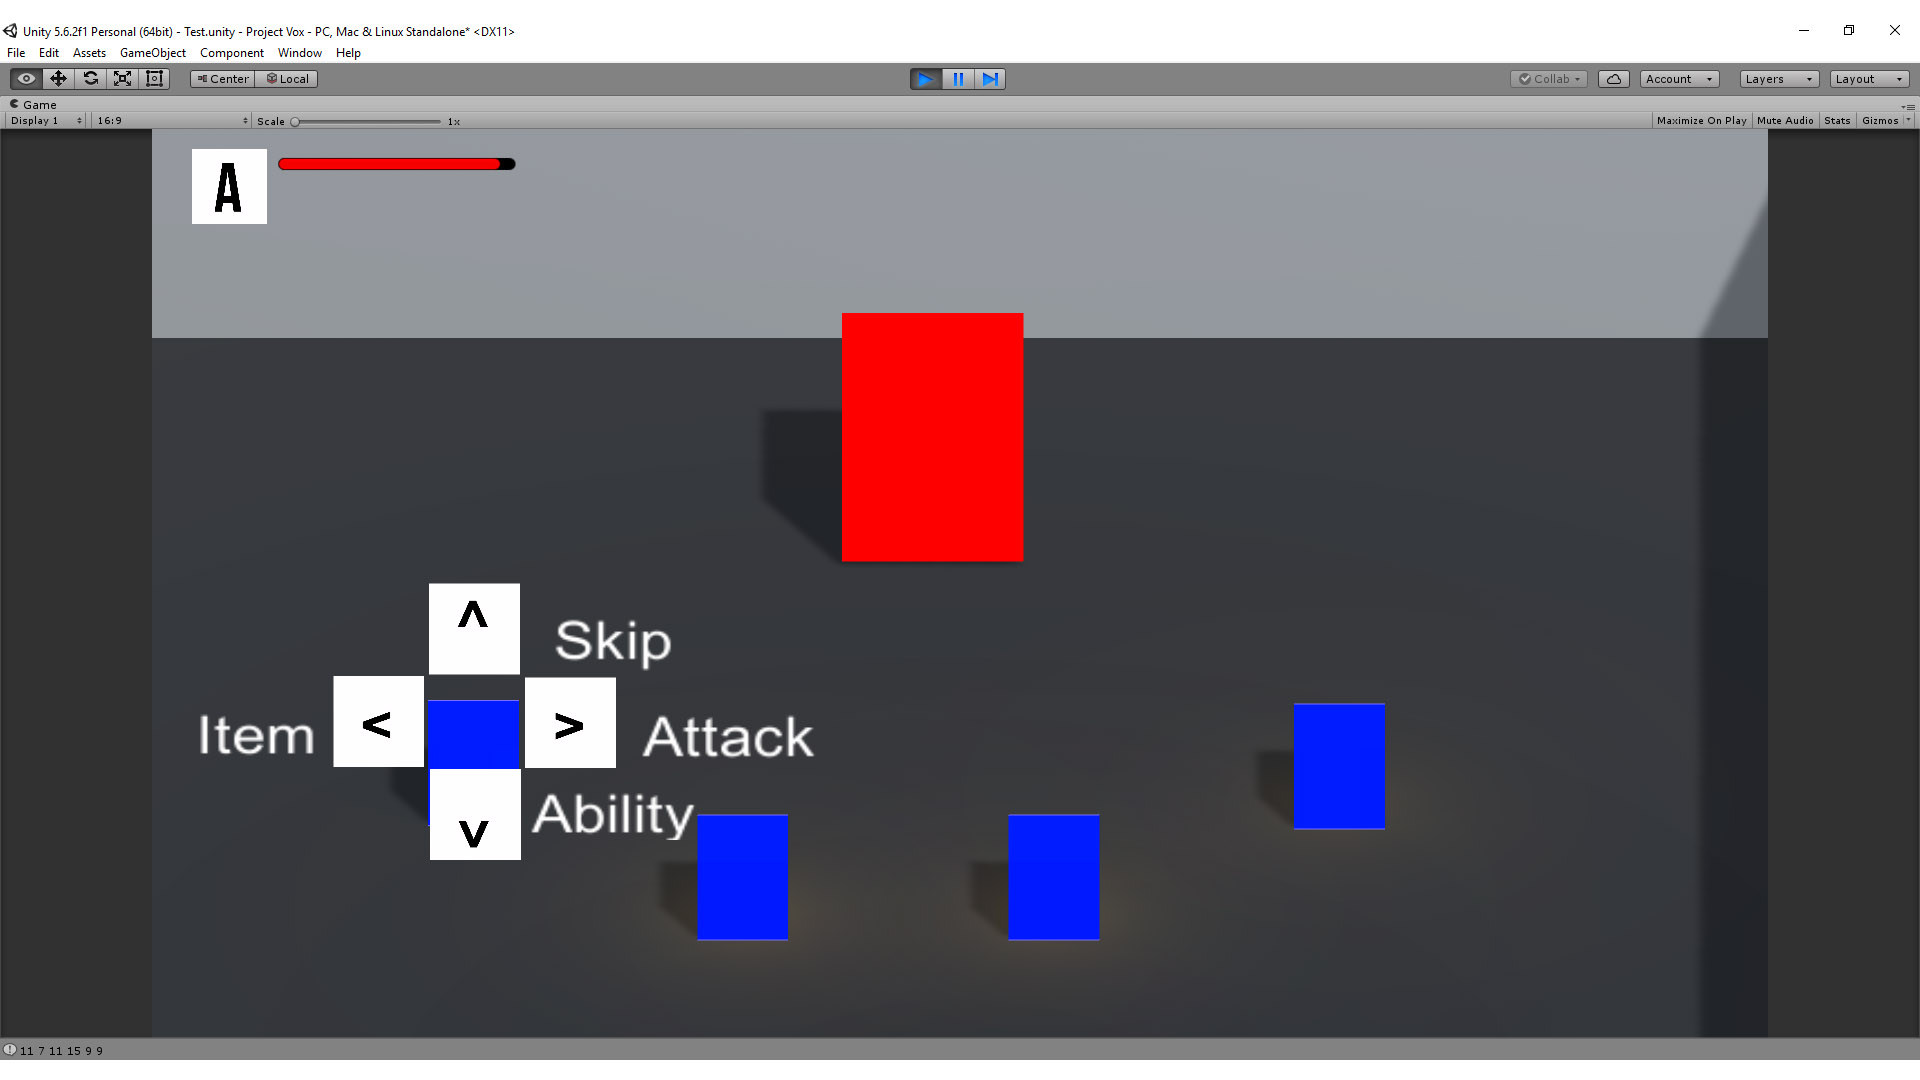 Unity 5.6.2f1 Personal (64bit) - Test.unity - Project Vox - PC, Mac & Linux Standalone* <DX11>
File Edit Assets GameObject Component Window Help
Center Local Collab Account Layers Layout
Game
Display 1 16:9 Scale 1x Maximize On Play Mute Audio Stats Gizmos
A
^
Skip
Item < > Attack
v Ability
11 7 11 15 9 9